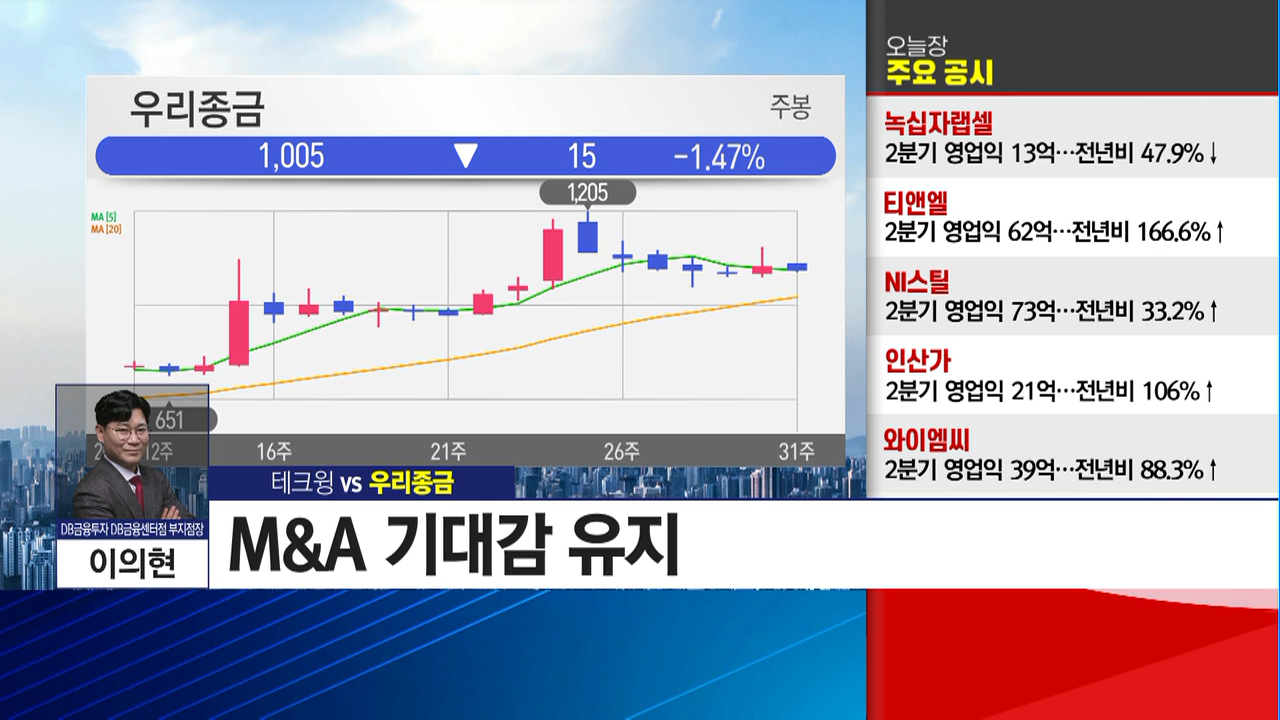 우리종금
주봉
1,005 ▼ 15 -1.47%
1,205
MA [5]
MA [20]
651
12주 16주 21주 26주 31주
테크윙 vs 우리종금
M&A 기대감 유지
DB금융투자 DB금융센터점 부지점장
이의현
오늘장
주요 공시
녹십자랩셀
2분기 영업익 13억…전년비 47.9%↓
티앤엘
2분기 영업익 62억…전년비 166.6%↑
NI스틸
2분기 영업익 73억…전년비 33.2%↑
인산가
2분기 영업익 21억…전년비 106%↑
와이엠씨
2분기 영업익 39억…전년비 88.3%↑